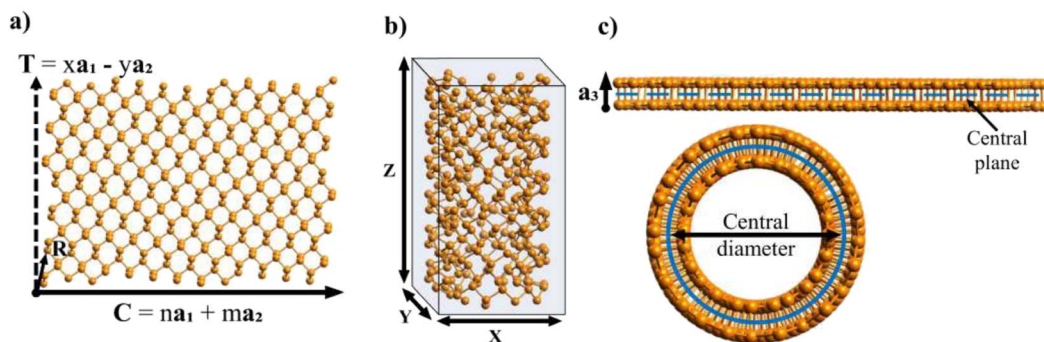 a)
T = xa₁ - ya₂
R
C = na₁ + ma₂
b)
Z
Y
X
c)
a₃
Central
plane
Central
diameter